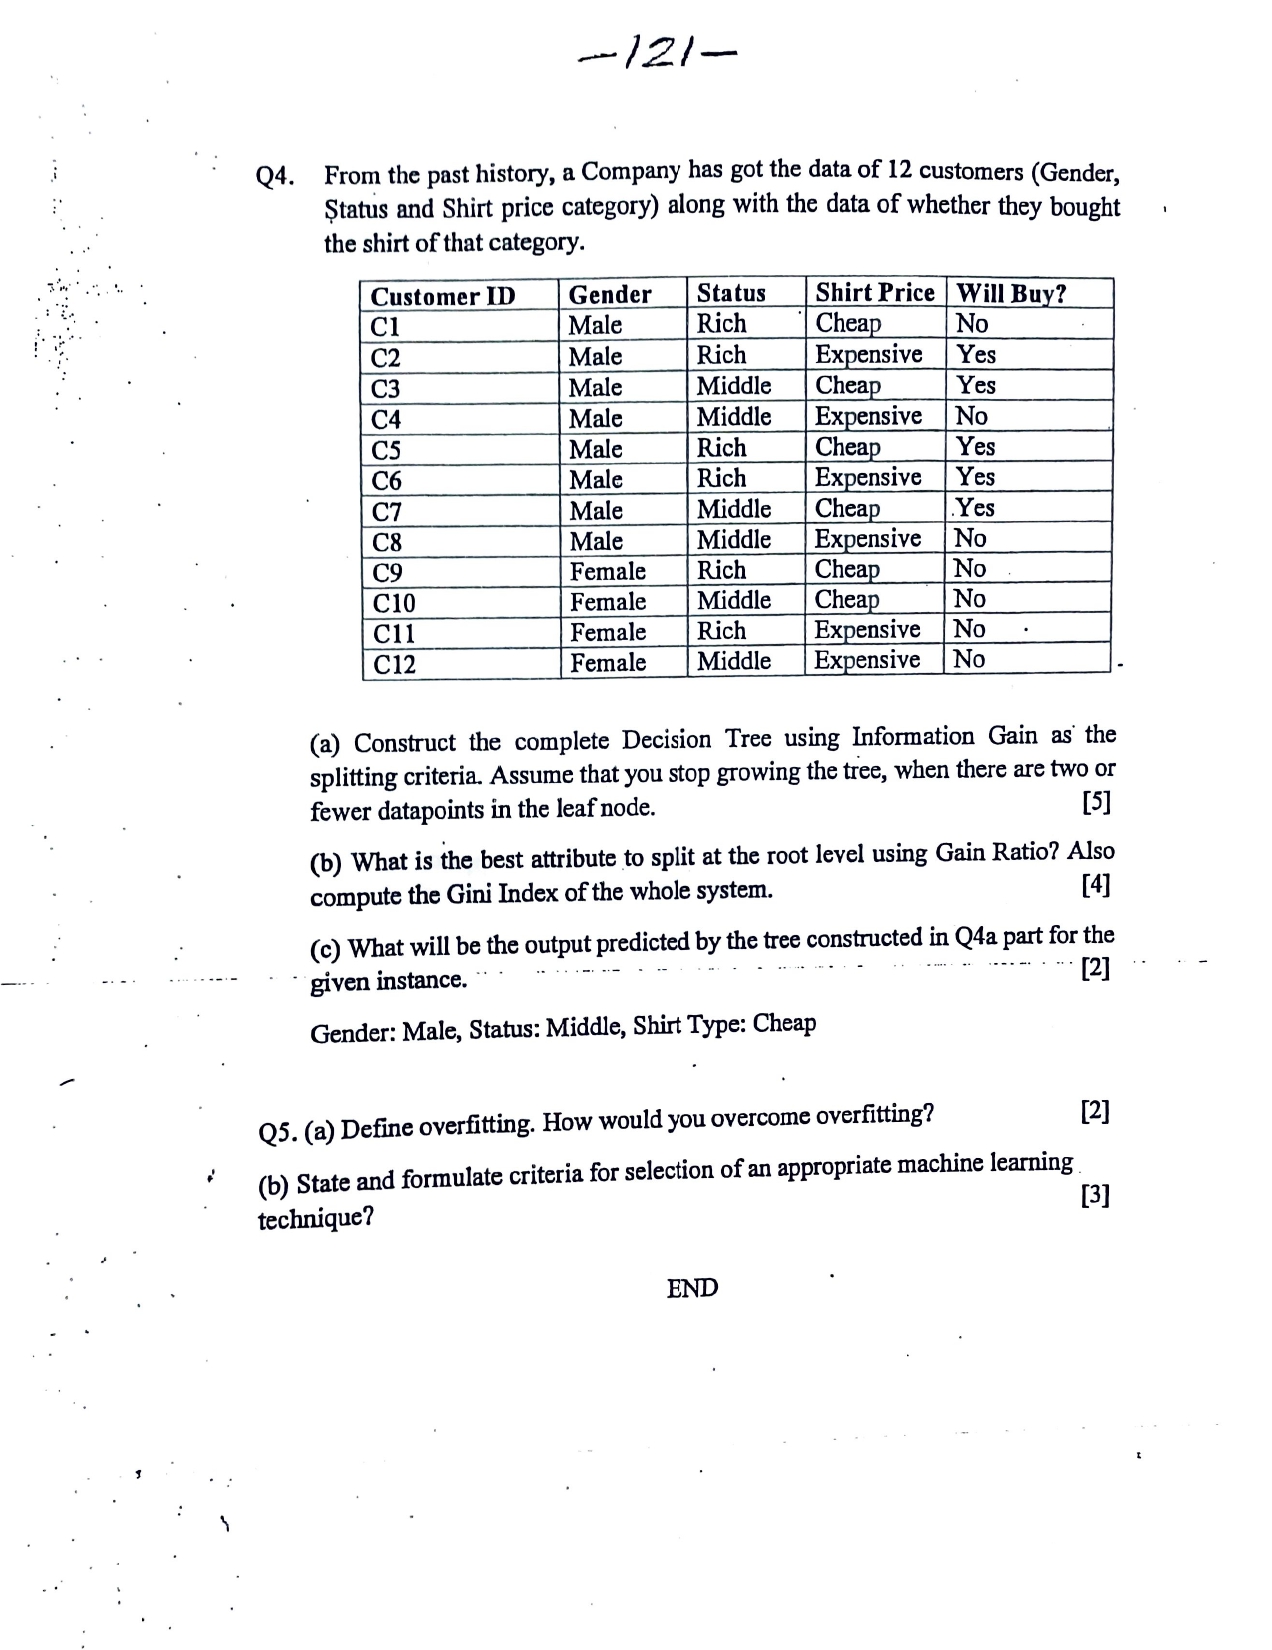 -121-
Q4. From the past history, a Company has got the data of 12 customers (Gender,
Status and Shirt price category) along with the data of whether they bought
the shirt of that category.
Customer ID Gender Status Shirt Price Will Buy?
C1 Male Rich Cheap No
C2 Male Rich Expensive Yes
C3 Male Middle Cheap Yes
C4 Male Middle Expensive No
C5 Male Rich Cheap Yes
C6 Male Rich Expensive Yes
C7 Male Middle Cheap Yes
C8 Male Middle Expensive No
C9 Female Rich Cheap No
C10 Female Middle Cheap No
C11 Female Rich Expensive No
C12 Female Middle Expensive No
(a) Construct the complete Decision Tree using Information Gain as the
splitting criteria. Assume that you stop growing the tree, when there are two or
fewer datapoints in the leaf node. [5]
(b) What is the best attribute to split at the root level using Gain Ratio? Also
compute the Gini Index of the whole system. [4]
(c) What will be the output predicted by the tree constructed in Q4a part for the
given instance. [2]
Gender: Male, Status: Middle, Shirt Type: Cheap
Q5. (a) Define overfitting. How would you overcome overfitting? [2]
(b) State and formulate criteria for selection of an appropriate machine learning
technique? [3]
END